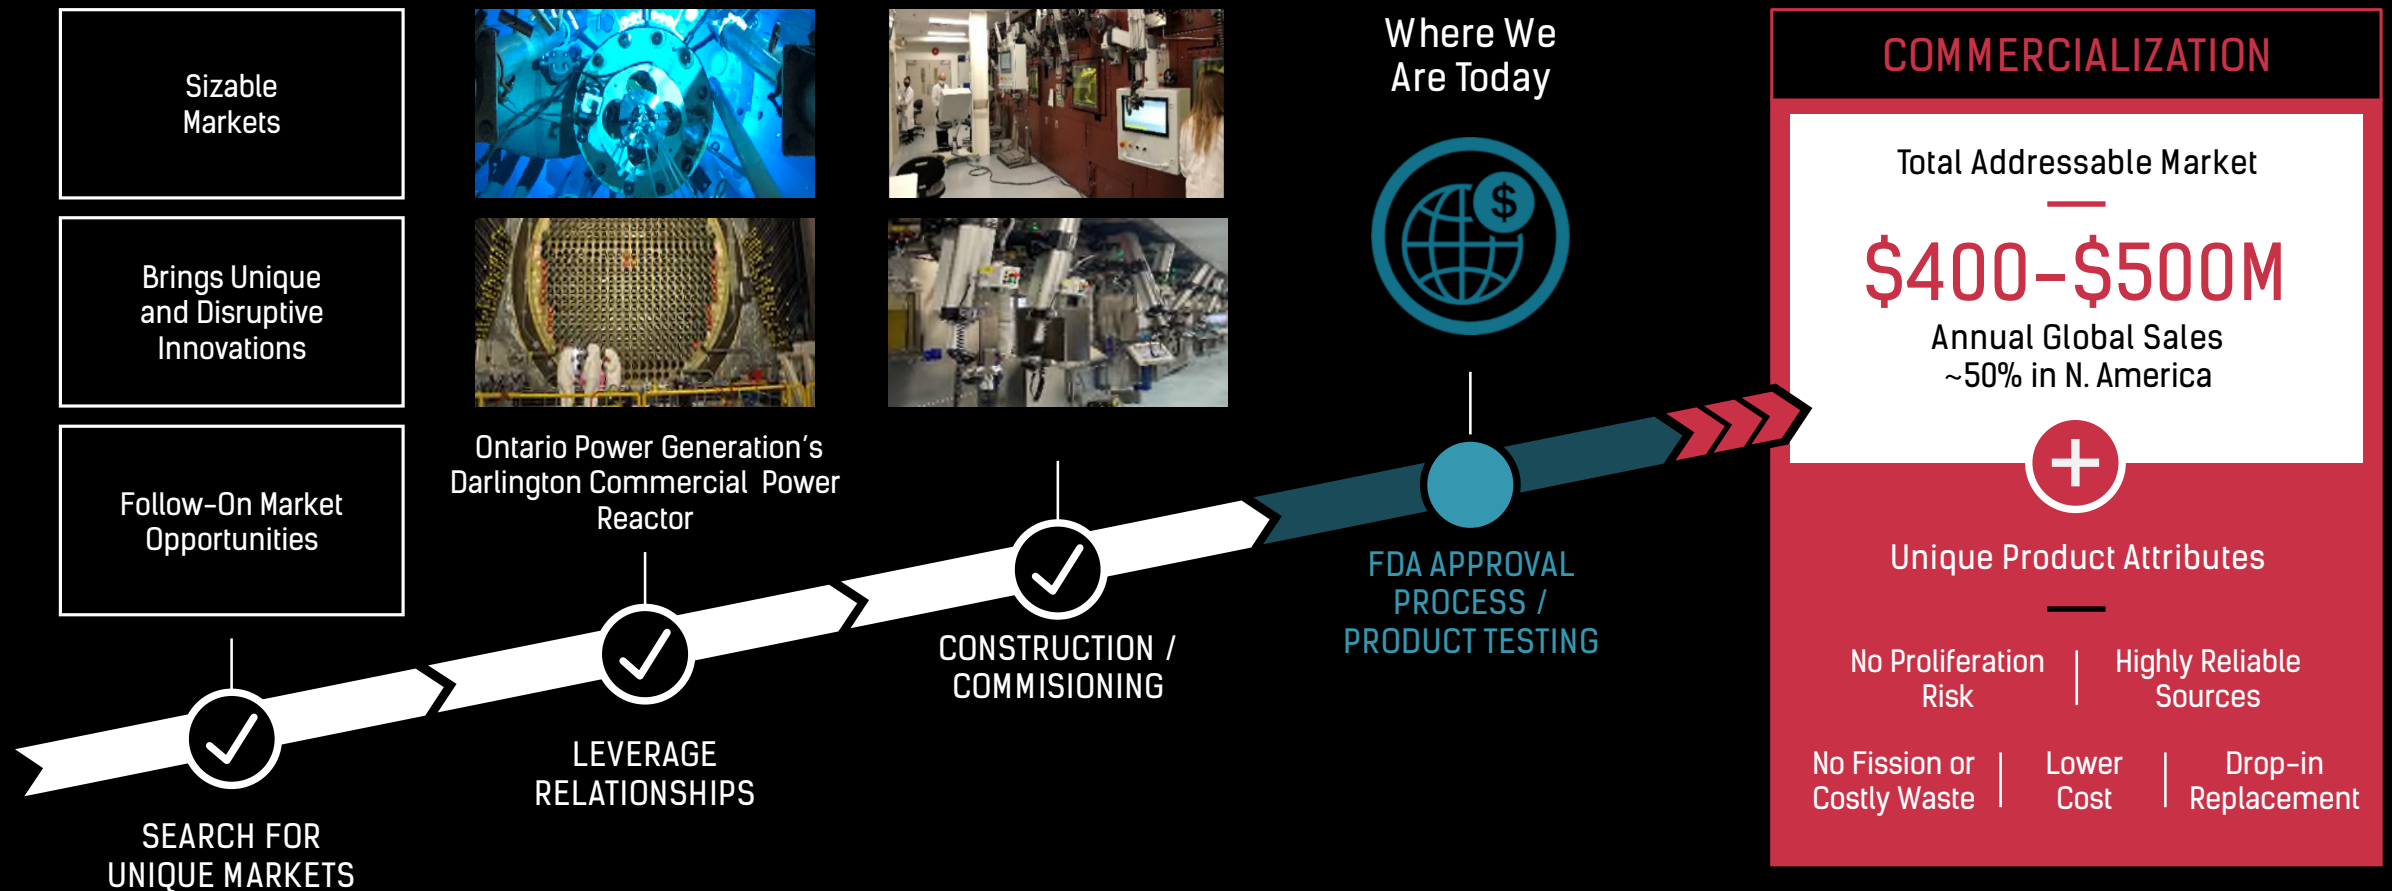 Sizable
Markets
Brings Unique
and Disruptive
Innovations
Follow-On Market
Opportunities
SEARCH FOR
UNIQUE MARKETS
Ontario Power Generation's
Darlington Commercial Power
Reactor
LEVERAGE
RELATIONSHIPS
CONSTRUCTION /
COMMISIONING
Where We
Are Today
$
FDA APPROVAL
PROCESS /
PRODUCT TESTING
COMMERCIALIZATION
Total Addressable Market
$400-$500M
Annual Global Sales
~50% in N. America
+
Unique Product Attributes
No Proliferation
Risk
Highly Reliable
Sources
No Fission or
Costly Waste
Lower
Cost
Drop-in
Replacement